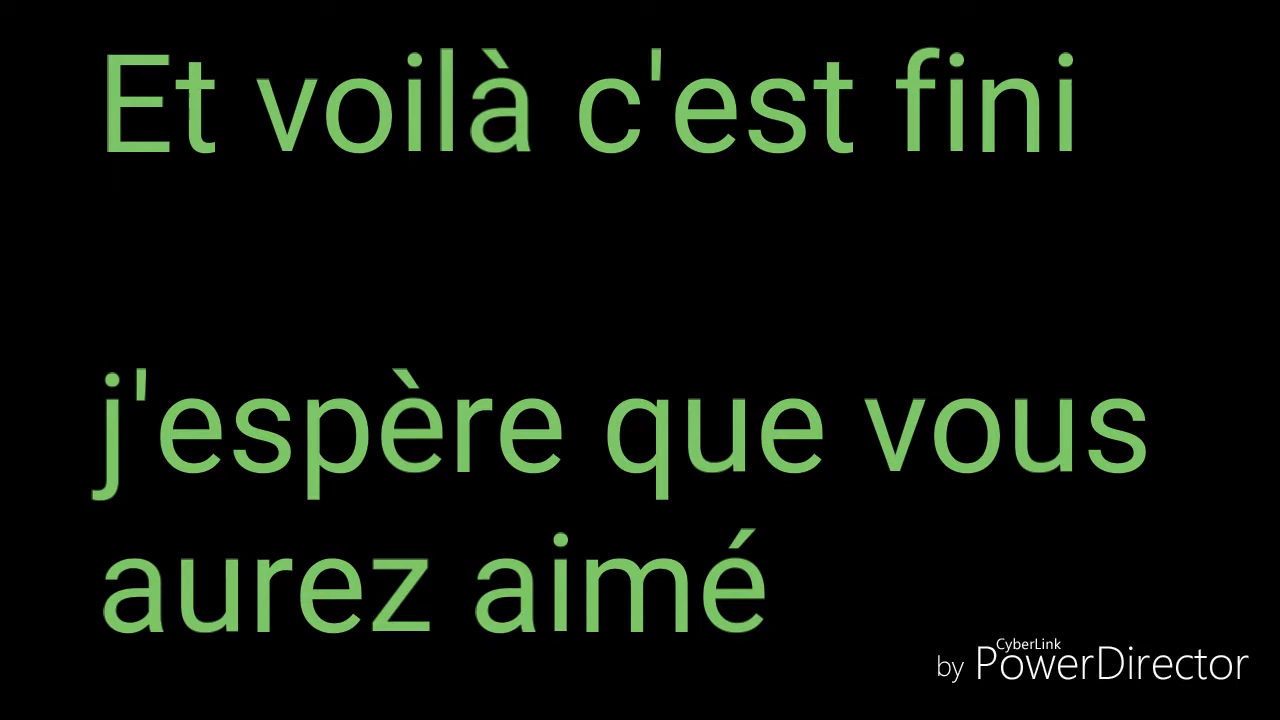 Et voilà c'est fini
j'espère que vous
aurez aimé
by CyberLink PowerDirector